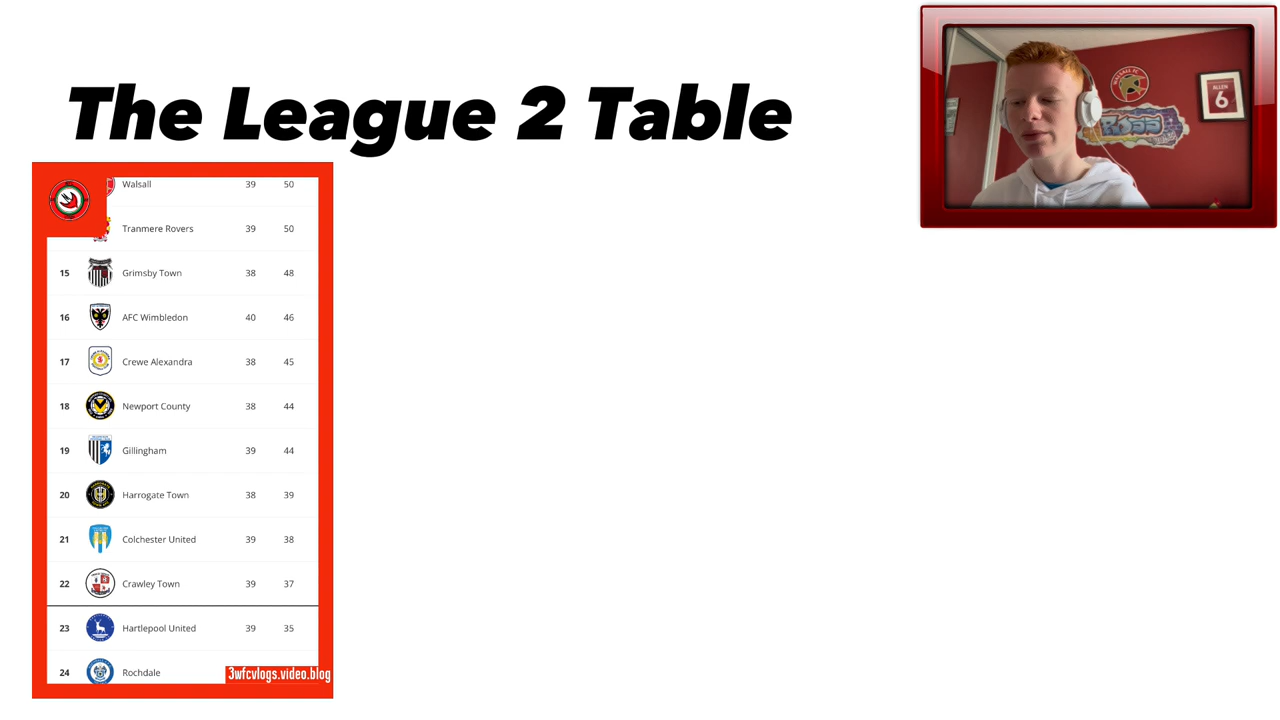 The League 2 Table
Walsall 39 50
Tranmere Rovers 39 50
15 Grimsby Town 38 48
16 AFC Wimbledon 40 46
17 Crewe Alexandra 38 45
18 Newport County 38 44
19 Gillingham 39 44
20 Harrogate Town 38 39
21 Colchester United 39 38
22 Crawley Town 39 37
23 Hartlepool United 39 35
24 Rochdale
3wfcvlogs.video.blog
WALSALL FC
ROSS
ALLEN
6